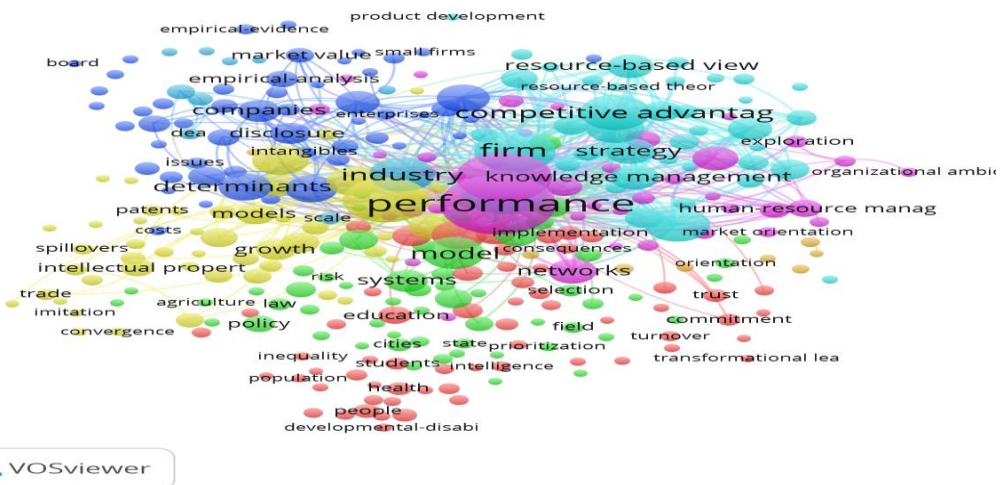 product development
empirical-evidence
market value small firms
board
resource-based view
empirical-analysis
resource-based theor
companies enterprises competitive advantag
dea disclosure
exploration
intangibles firm strategy
issues
industry knowledge management organizational ambic
determinants
performance
patents models scale human-resource manag
costs implementation market orientation
spillovers growth model consequences
intellectual propert networks orientation
risk systems
trade agriculture law selection trust
imitation education
convergence policy field commitment
cities state prioritization turnover
inequality students intelligence transformational lea
population health
people
developmental-disabi
VOSviewer